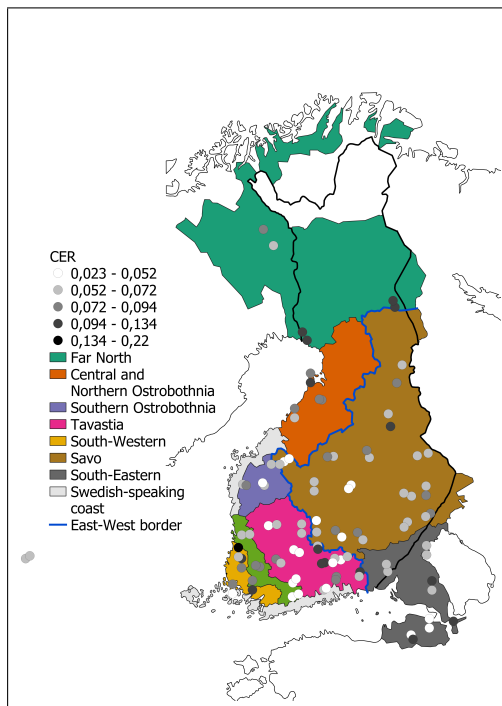 CER
0,023 - 0,052
0,052 - 0,072
0,072 - 0,094
0,094 - 0,134
0,134 - 0,22
Far North
Central and
Northern Ostrobothnia
Southern Ostrobothnia
Tavastia
South-Western
Savo
South-Eastern
Swedish-speaking
coast
East-West border